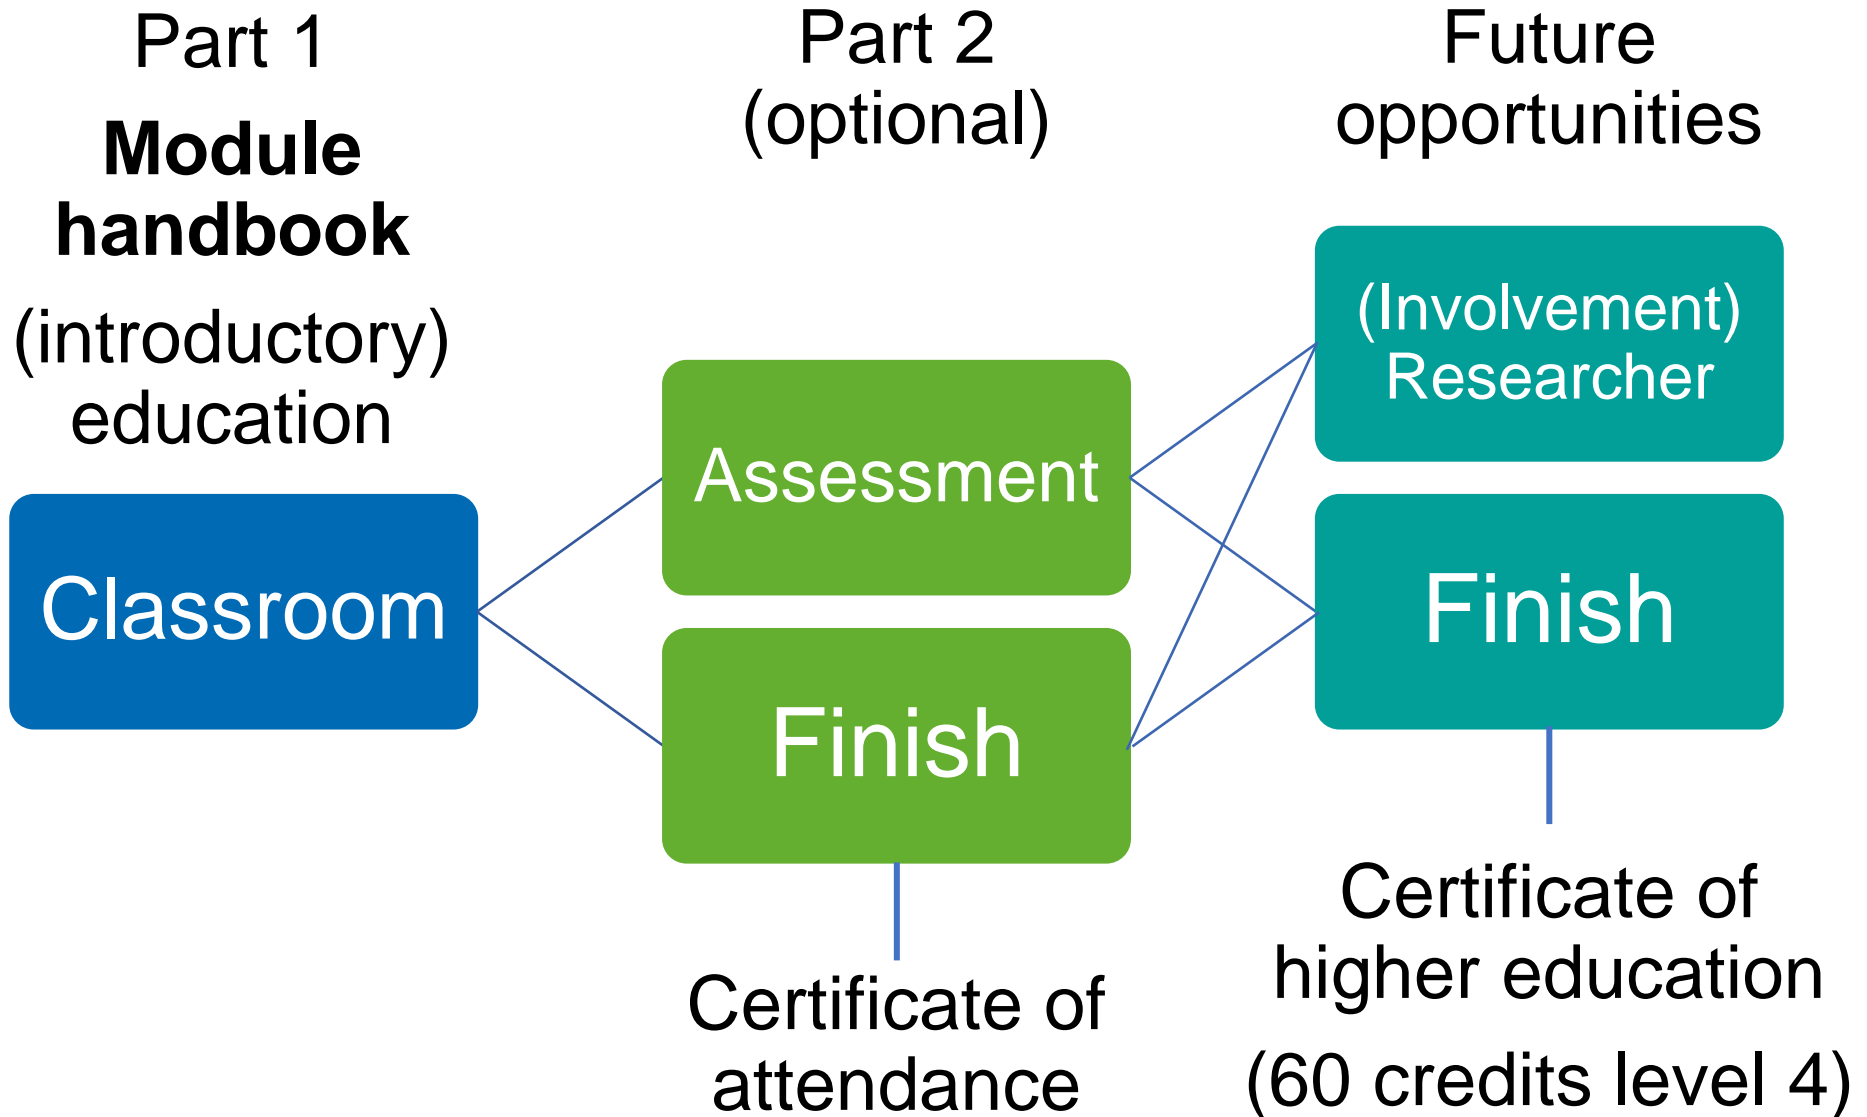 Part 1
Module
handbook
(introductory)
education
Classroom
Part 2
(optional)
Assessment
Finish
Certificate of
attendance
Future
opportunities
(Involvement)
Researcher
Finish
Certificate of
higher education
(60 credits level 4)